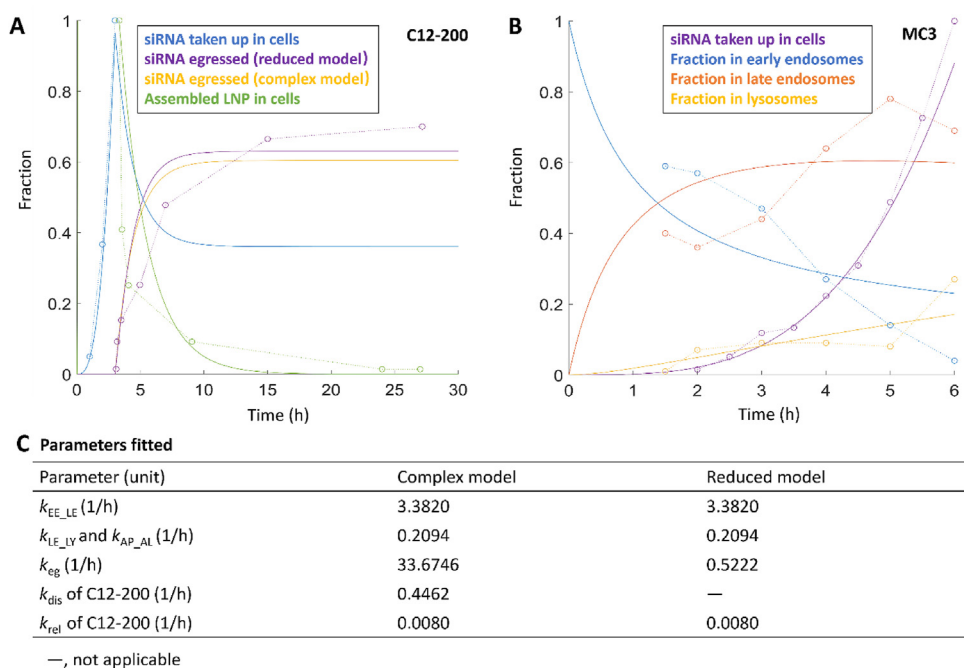 A
C12-200
siRNA taken up in cells
siRNA egressed (reduced model)
siRNA egressed (complex model)
Assembled LNP in cells
Fraction
1
0.8
0.6
0.4
0.2
0
0 5 10 15 20 25 30
Time (h)
B
MC3
siRNA taken up in cells
Fraction in early endosomes
Fraction in late endosomes
Fraction in lysosomes
Fraction
1
0.8
0.6
0.4
0.2
0
0 1 2 3 4 5 6
Time (h)
C Parameters fitted
Parameter (unit) Complex model Reduced model
k_EE_LE (1/h) 3.3820 3.3820
k_LE_LY and k_AP_AL (1/h) 0.2094 0.2094
k_eg (1/h) 33.6746 0.5222
k_dis of C12-200 (1/h) 0.4462 —
k_rel of C12-200 (1/h) 0.0080 0.0080
—, not applicable